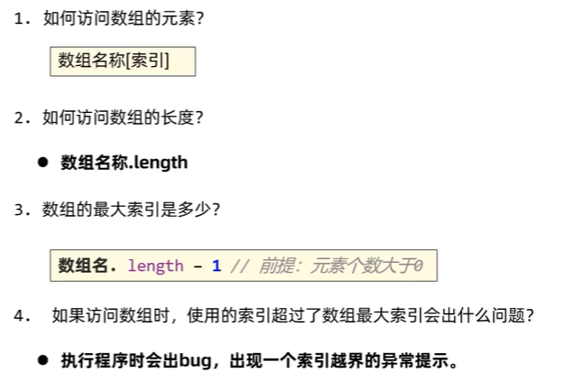 1. 如何访问数组的元素？
数组名称[索引]
2. 如何访问数组的长度？
● 数组名称.length
3. 数组的最大索引是多少？
数组名. length – 1 // 前提：元素个数大于0
4. 如果访问数组时，使用的索引超过了数组最大索引会出什么问题？
● 执行程序时会出bug，出现一个索引越界的异常提示。